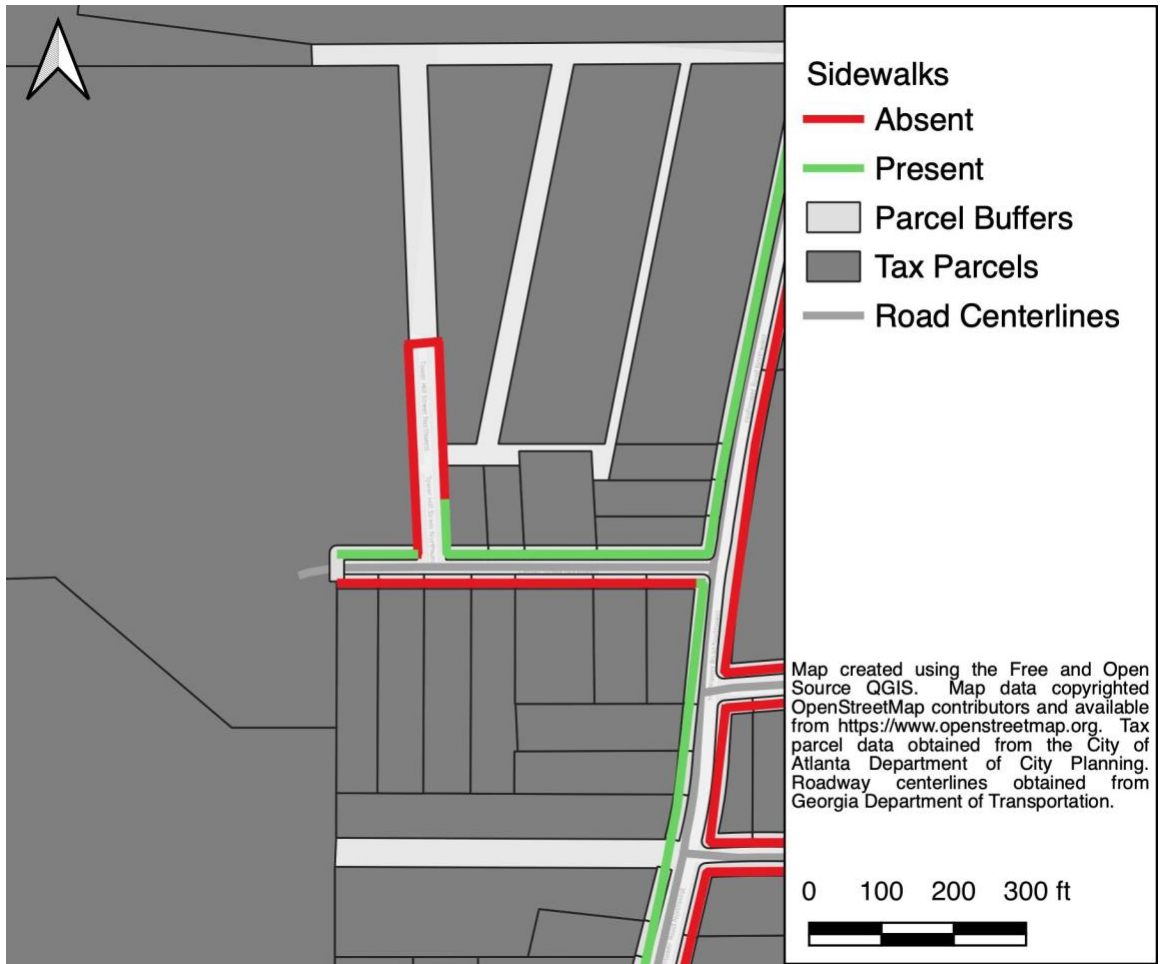 Sidewalks
Absent
Present
Parcel Buffers
Tax Parcels
Road Centerlines
Map created using the Free and Open
Source QGIS. Map data copyrighted
OpenStreetMap contributors and available
from https://www.openstreetmap.org. Tax
parcel data obtained from the City of
Atlanta Department of City Planning.
Roadway centerlines obtained from
Georgia Department of Transportation.
0 100 200 300 ft